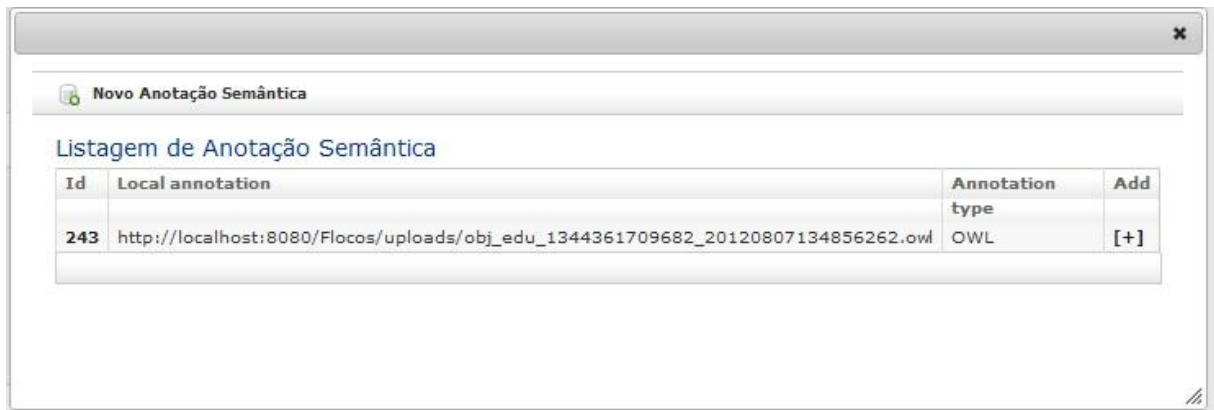 Novo Anotação Semântica
Listagem de Anotação Semântica
Id Local annotation Annotation Add
type
243 http://localhost:8080/Flocos/uploads/obj_edu_1344361709682_20120807134856262.owl OWL [+]